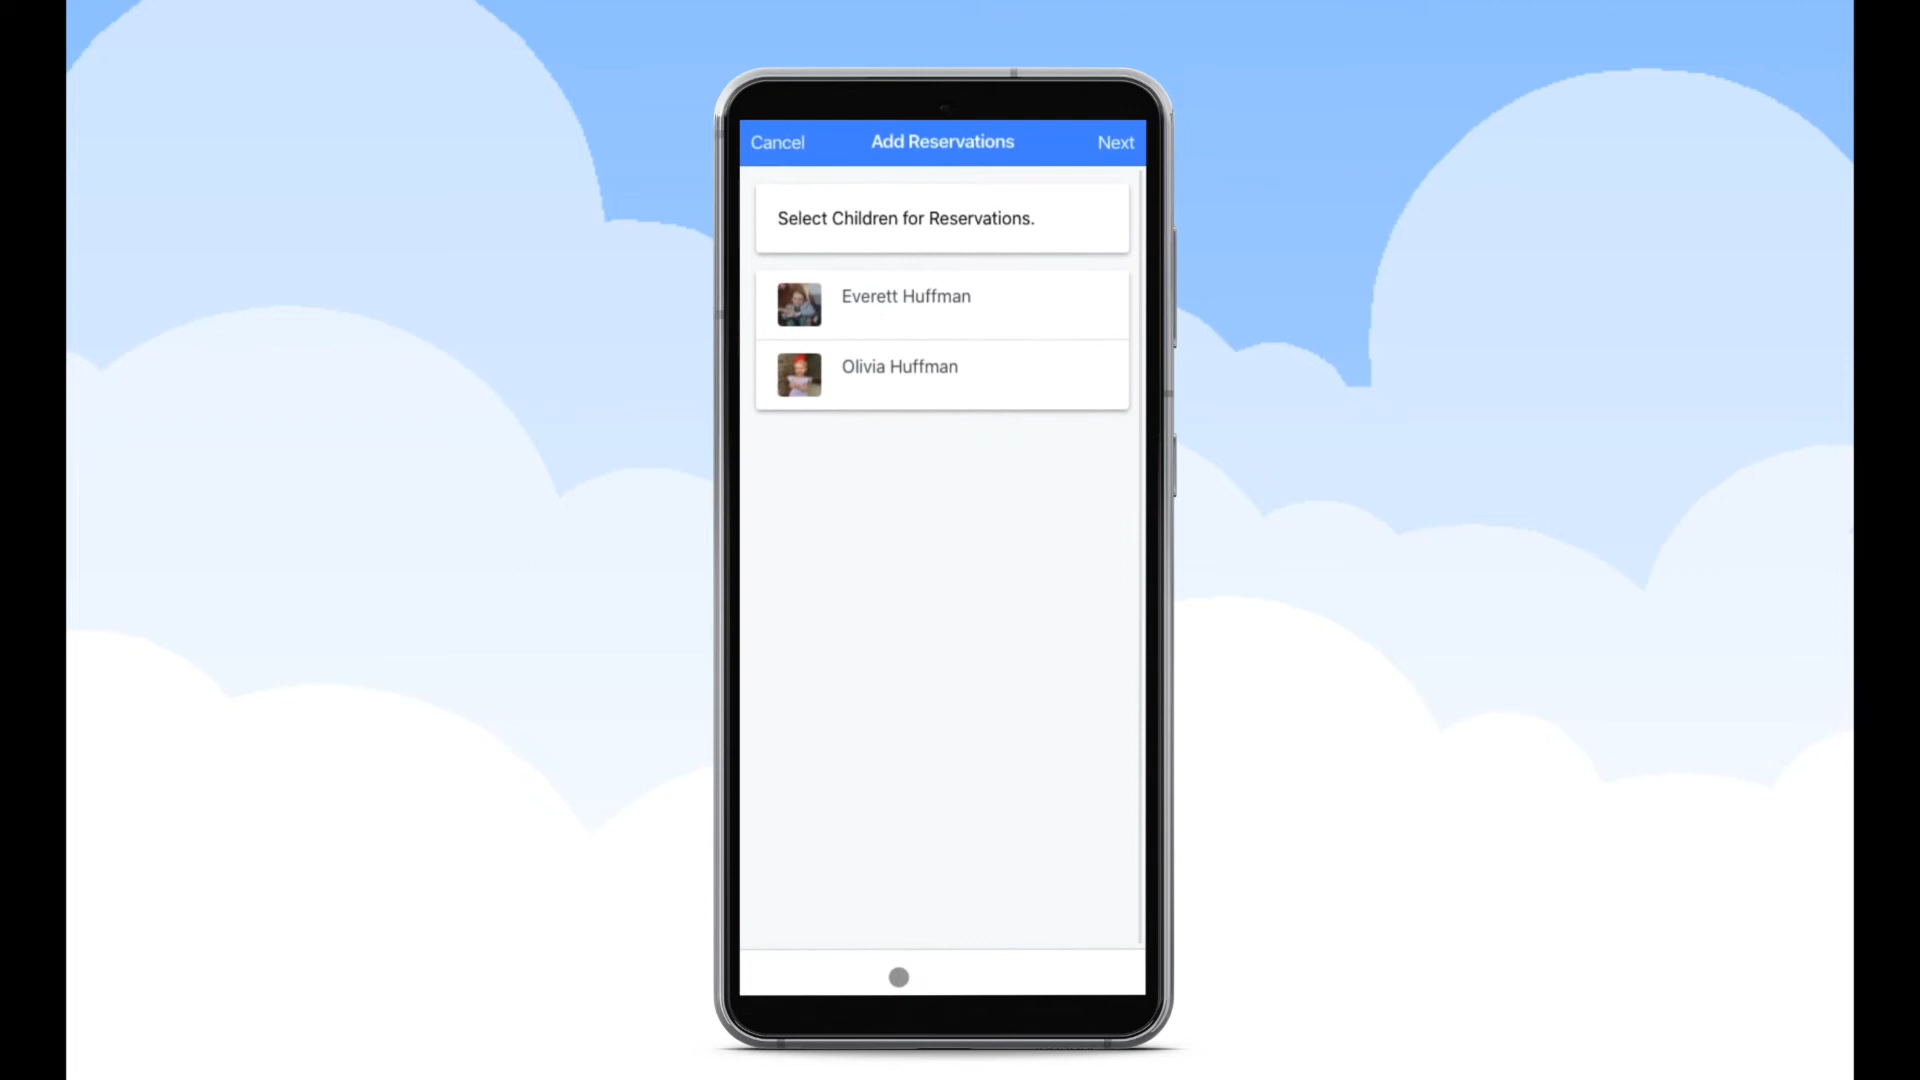 Cancel Add Reservations Next
Select Children for Reservations.
Everett Huffman
Olivia Huffman